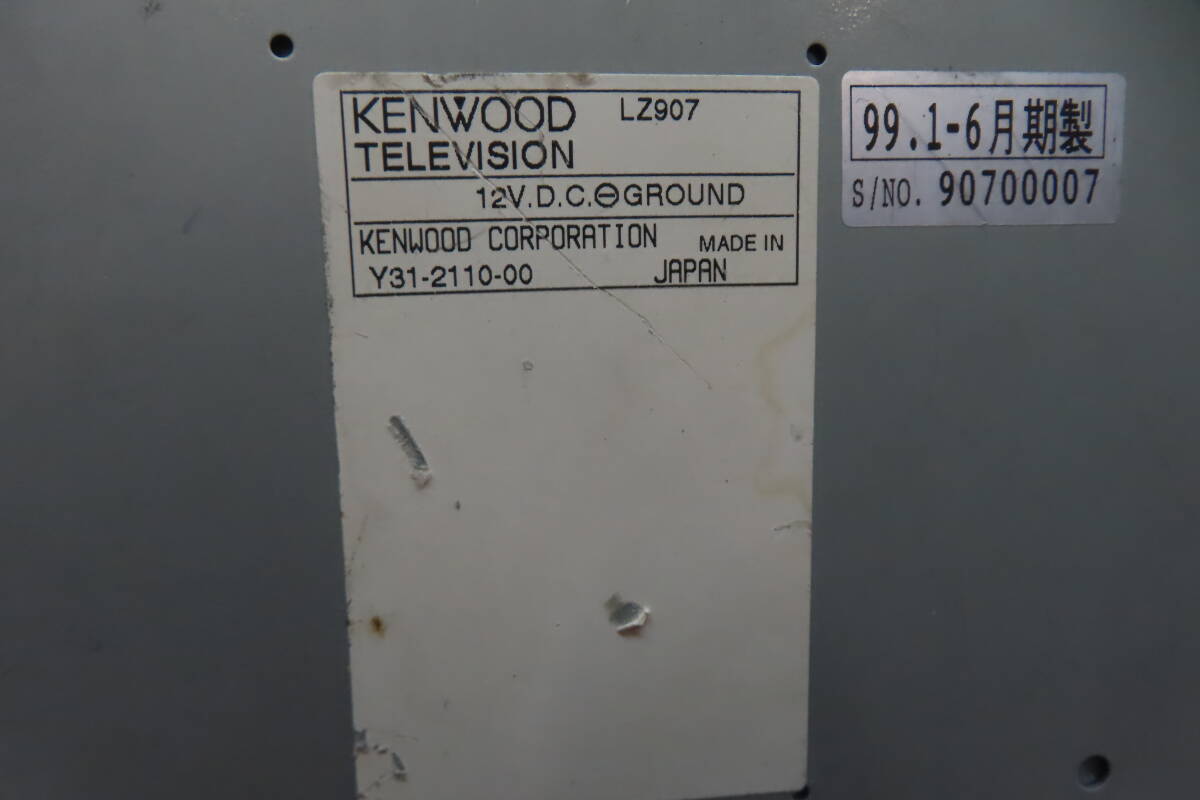 KENWOOD LZ907
TELEVISION
12V.D.C.⊖GROUND
KENWOOD CORPORATION MADE IN
Y31-2110-00 JAPAN
99.1-6月期製
S/NO. 90700007